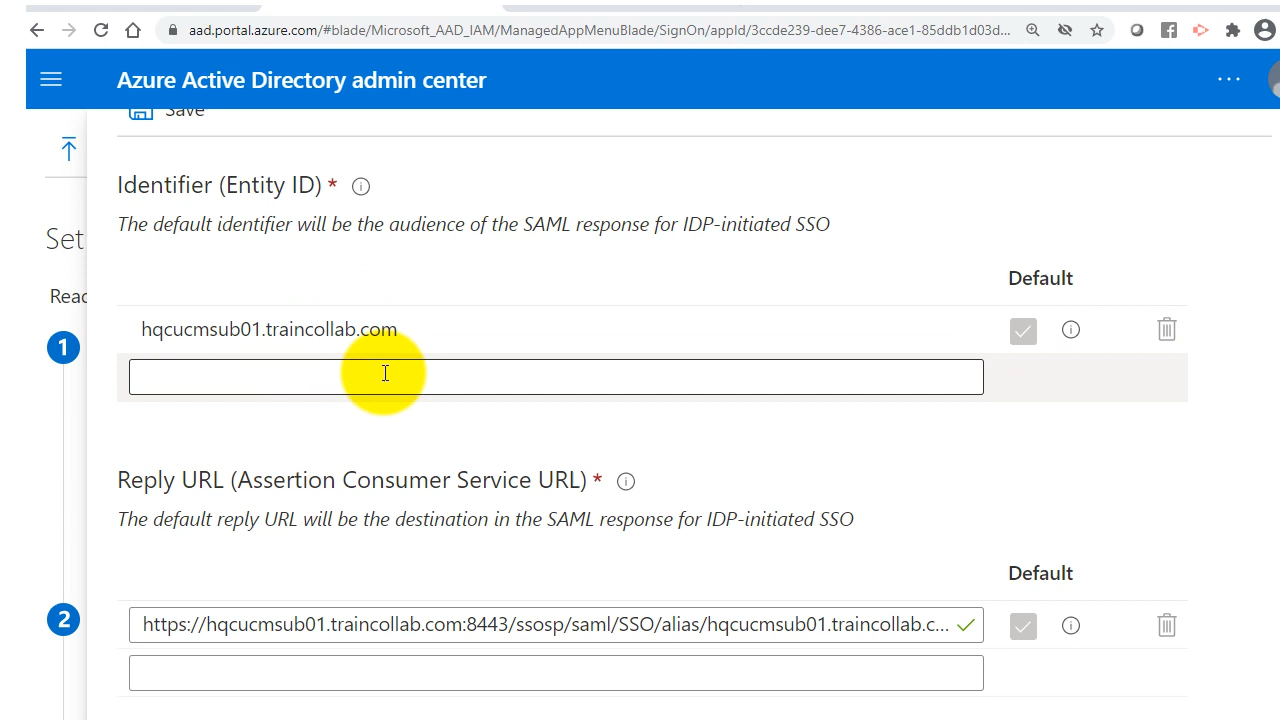 aad.portal.azure.com/#blade/Microsoft_AAD_IAM/ManagedAppMenuBlade/SignOn/appId/3ccde239-dee7-4386-ace1-85ddb1d03d...
Azure Active Directory admin center
...
Save
Identifier (Entity ID) *
The default identifier will be the audience of the SAML response for IDP-initiated SSO
Set
Default
Read
hqcucmsub01.traincollab.com
1
Reply URL (Assertion Consumer Service URL) *
The default reply URL will be the destination in the SAML response for IDP-initiated SSO
Default
2
https://hqcucmsub01.traincollab.com:8443/ssosp/saml/SSO/alias/hqcucmsub01.traincollab.c...